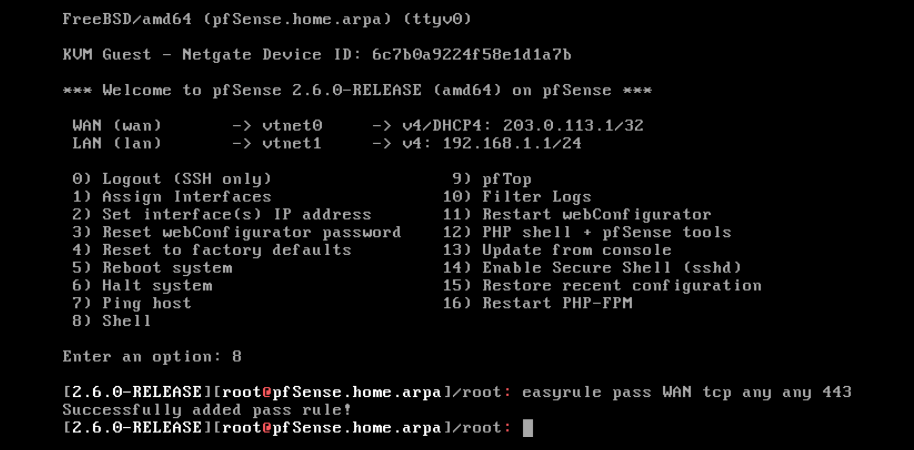 FreeBSD/amd64 (pfSense.home.arpa) (ttyv0)
KVM Guest - Netgate Device ID: 6c7b0a9224f58e1d1a7b
*** Welcome to pfSense 2.6.0-RELEASE (amd64) on pfSense ***
WAN (wan)       -> vtnet0     -> v4/DHCP4: 203.0.113.1/32
LAN (lan)       -> vtnet1     -> v4: 192.168.1.1/24
0) Logout (SSH only)                  9) pfTop
1) Assign Interfaces                 10) Filter Logs
2) Set interface(s) IP address       11) Restart webConfigurator
3) Reset webConfigurator password    12) PHP shell + pfSense tools
4) Reset to factory defaults         13) Update from console
5) Reboot system                     14) Enable Secure Shell (sshd)
6) Halt system                       15) Restore recent configuration
7) Ping host                         16) Restart PHP-FPM
8) Shell
Enter an option: 8
[2.6.0-RELEASE][root@pfSense.home.arpa]/root: easyrule pass WAN tcp any any 443
Successfully added pass rule!
[2.6.0-RELEASE][root@pfSense.home.arpa]/root: